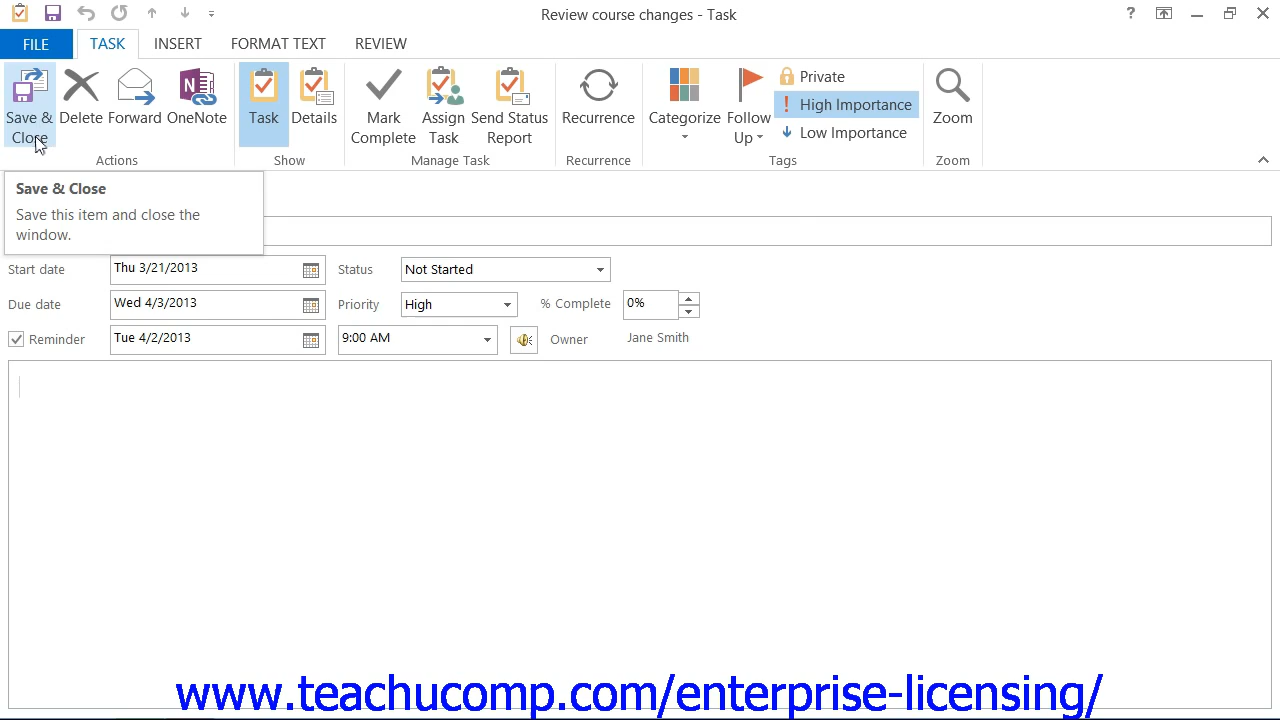 Review course changes - Task
?
FILE TASK INSERT FORMAT TEXT REVIEW
Save & Close Delete Forward OneNote Task Details Mark Complete Assign Task Send Status Report Recurrence Categorize Follow Up Private
! High Importance
Low Importance
Zoom
Actions Show Manage Task Recurrence Tags Zoom
Save & Close
Save this item and close the
window.
Start date Thu 3/21/2013 Status Not Started
Due date Wed 4/3/2013 Priority High % Complete 0%
Reminder Tue 4/2/2013 9:00 AM Owner Jane Smith
www.teachucomp.com/enterprise-licensing/